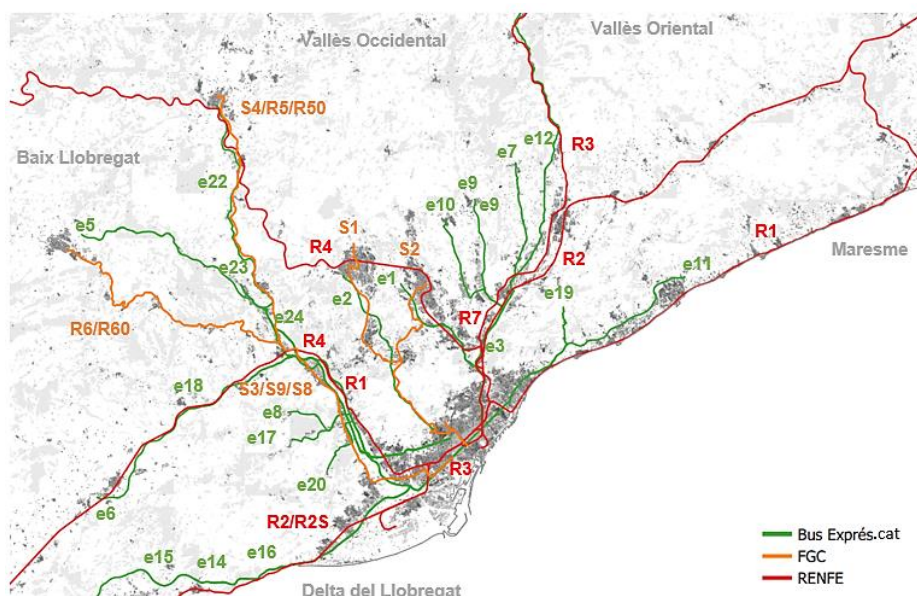 Vallès Occidental
Vallès Oriental
S4/R5/R50
e12
R3
e7
Baix Llobregat
e22
e9
e9
e10
e5
S1
S2
R4
R1
Maresme
R2
e11
e23
e1
e2
e19
R6/R60
e24
R7
R4
e3
e18
S3/S9/S8
R1
e8
e17
R3
e20
e6
R2/R2S
e15
e14
e16
Delta del Llobregat
Bus Exprés.cat
FGC
RENFE